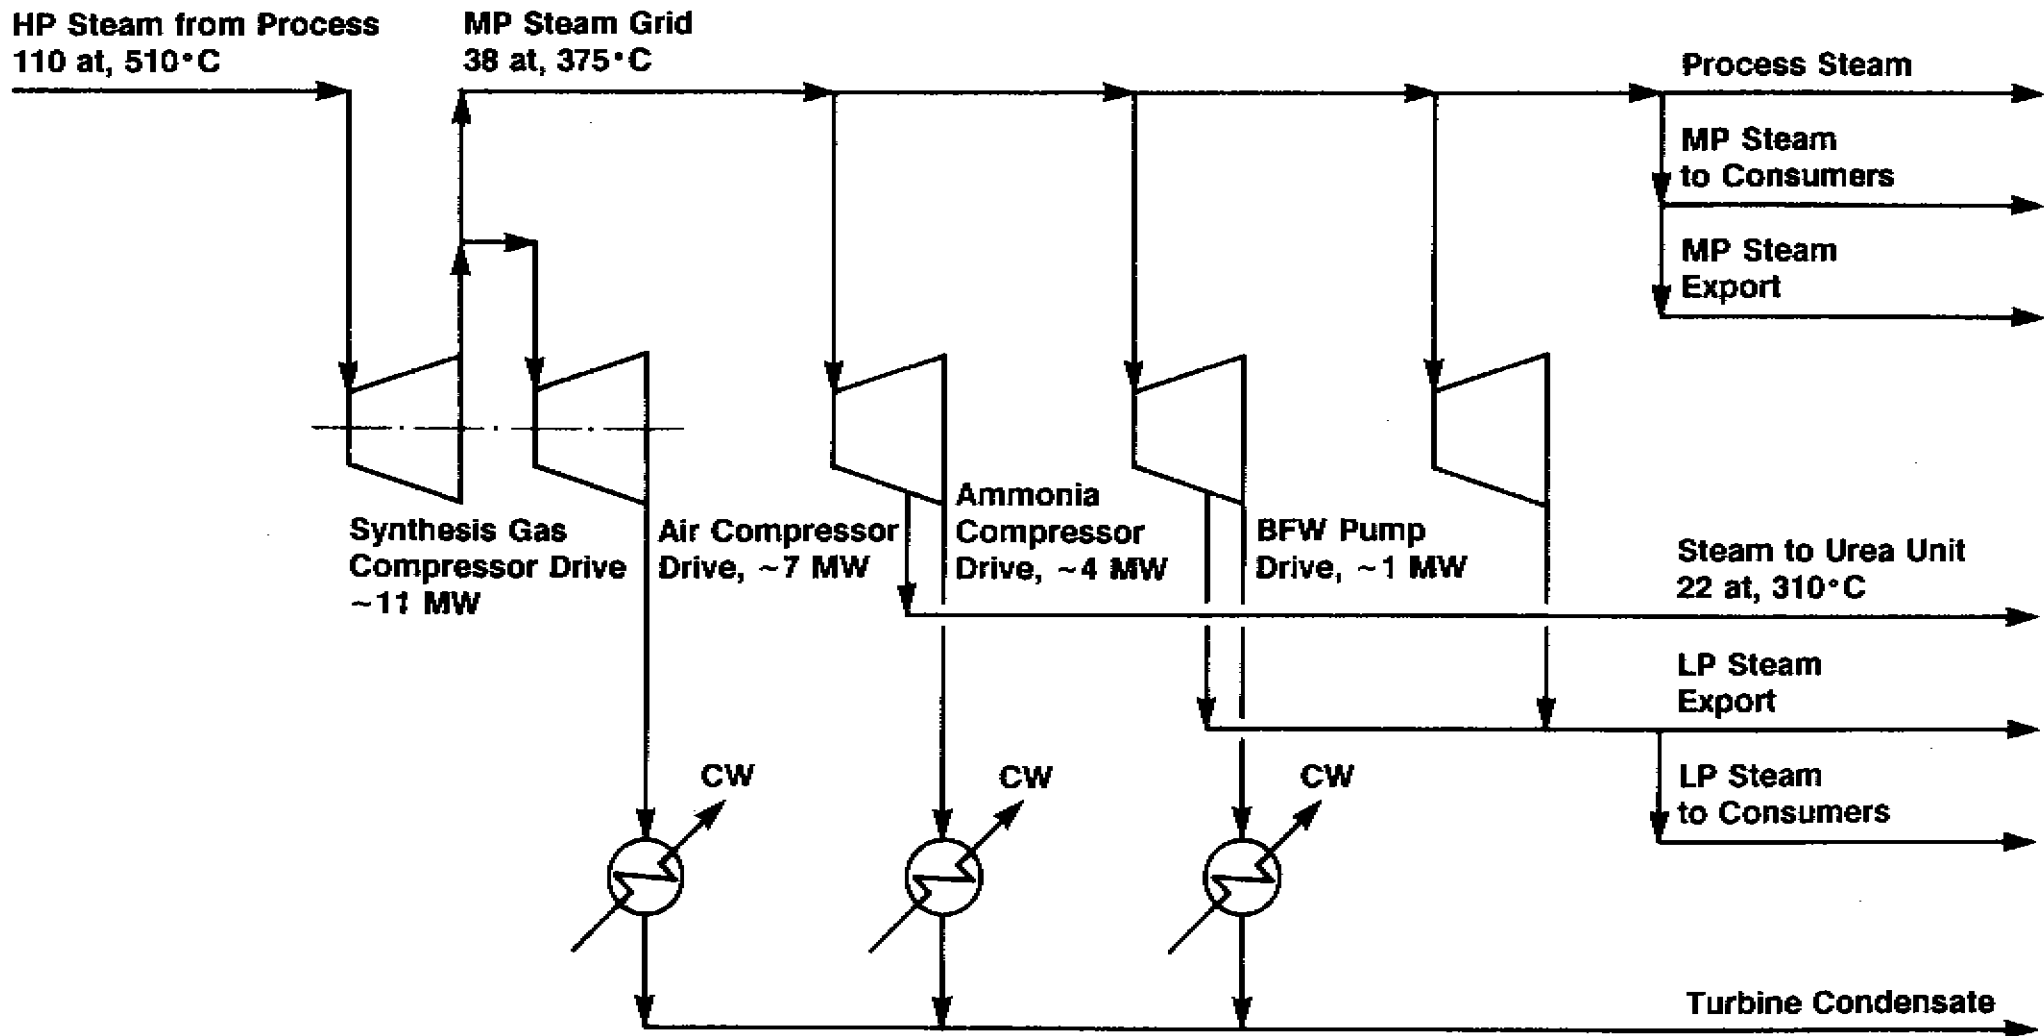 HP Steam from Process
110 at, 510°C
MP Steam Grid
38 at, 375°C
Process Steam
MP Steam
to Consumers
MP Steam
Export
Synthesis Gas
Compressor Drive
~11 MW
Air Compressor
Drive, ~7 MW
Ammonia
Compressor
Drive, ~4 MW
BFW Pump
Drive, ~1 MW
Steam to Urea Unit
22 at, 310°C
LP Steam
Export
LP Steam
to Consumers
CW
CW
CW
Turbine Condensate